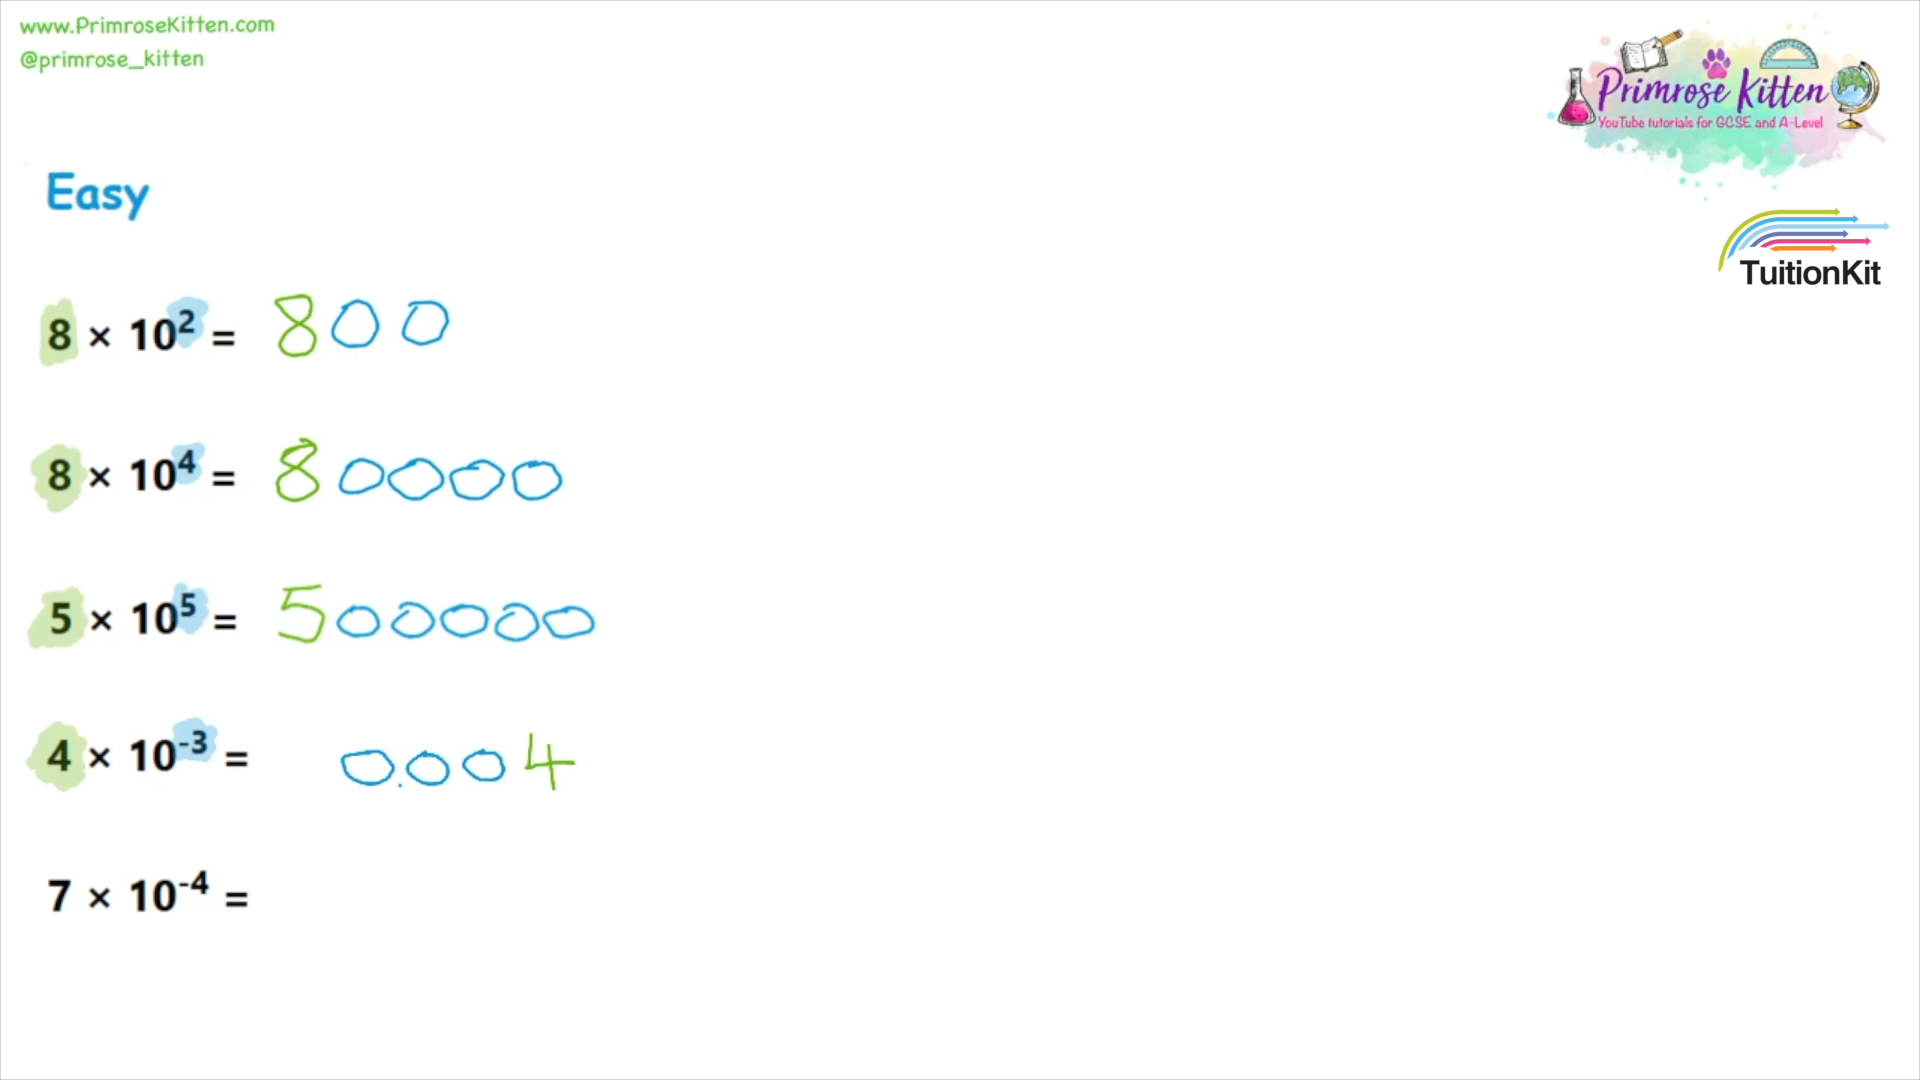 www.PrimroseKitten.com
@primrose_kitten
Primrose Kitten
YouTube tutorials for GCSE and A-Level
TuitionKit
Easy
8 × 10² = 800
8 × 10⁴ = 80000
5 × 10⁵ = 500000
4 × 10⁻³ = 0.004
7 × 10⁻⁴ =